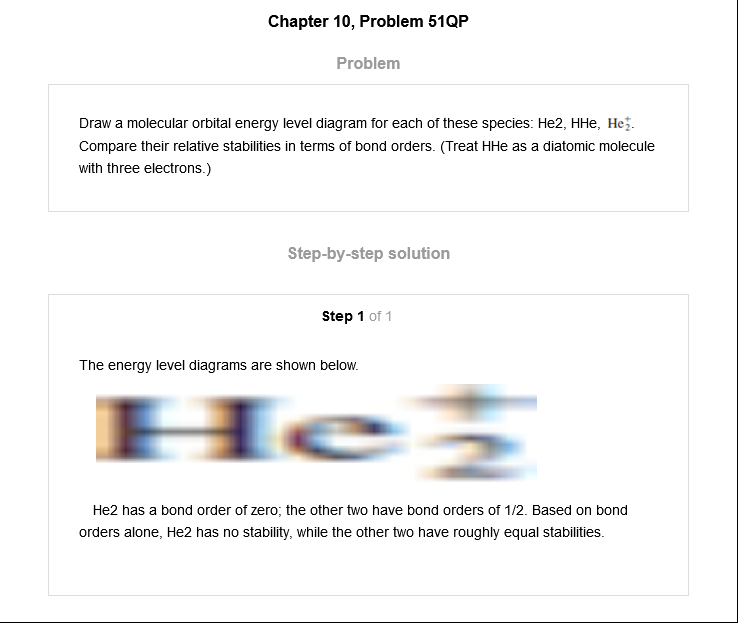 Chapter 10, Problem 51QP
Problem
Draw a molecular orbital energy level diagram for each of these species: He2, HHe, He₂⁺.
Compare their relative stabilities in terms of bond orders. (Treat HHe as a diatomic molecule
with three electrons.)
Step-by-step solution
Step 1 of 1
The energy level diagrams are shown below.
He₂⁺
He2 has a bond order of zero; the other two have bond orders of 1/2. Based on bond
orders alone, He2 has no stability, while the other two have roughly equal stabilities.